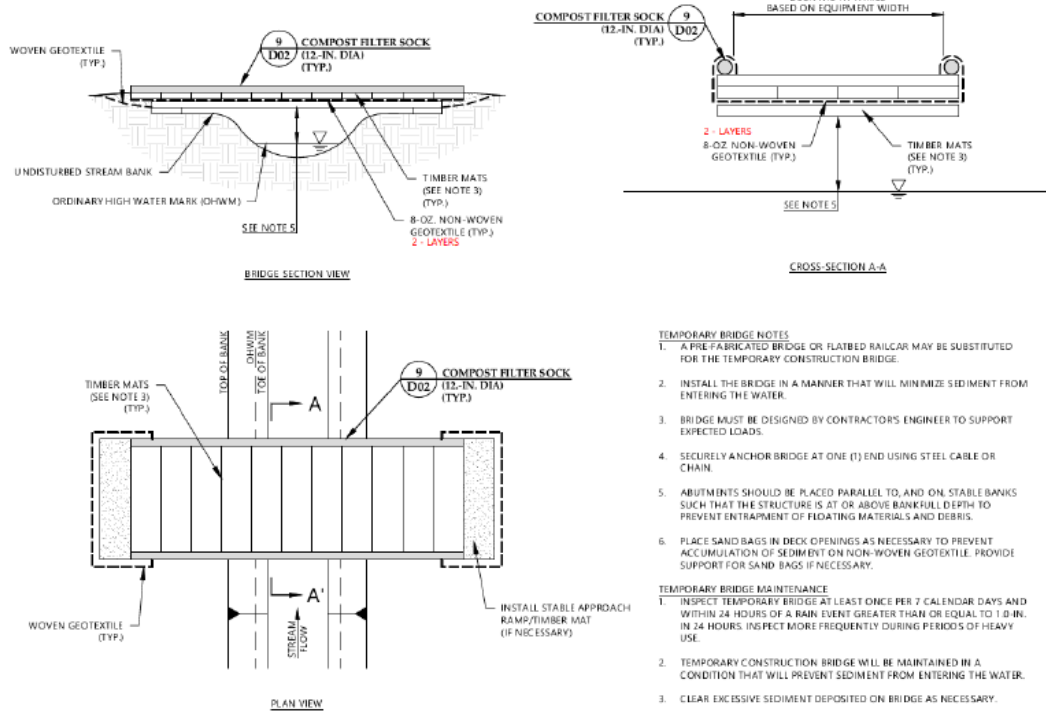 WOVEN GEOTEXTILE
(TYP.)
9
D02
COMPOST FILTER SOCK
(12.-IN. DIA)
(TYP.)
UNDISTURBED STREAM BANK
ORDINARY HIGH WATER MARK (OHWM)
SEE NOTE 5
TIMBER MATS
(SEE NOTE 3)
(TYP.)
8-OZ. NON-WOVEN
GEOTEXTILE (TYP.)
2 - LAYERS
BRIDGE SECTION VIEW
BASED ON EQUIPMENT WIDTH
COMPOST FILTER SOCK
(12.-IN. DIA)
(TYP.)
9
D02
2 - LAYERS
8-OZ NON-WOVEN
GEOTEXTILE (TYP.)
TIMBER MATS
(SEE NOTE 3)
(TYP.)
SEE NOTE 5
CROSS-SECTION A-A
TIMBER MATS
(SEE NOTE 3)
(TYP.)
TOP OF BANK
OHWM
TOE OF BANK
A
9
D02
COMPOST FILTER SOCK
(12.-IN. DIA)
(TYP.)
A'
WOVEN GEOTEXTILE
(TYP.)
STREAM
FLOW
INSTALL STABLE APPROACH
RAMP/TIMBER MAT
(IF NECESSARY)
PLAN VIEW
TEMPORARY BRIDGE NOTES
1. A PRE-FABRICATED BRIDGE OR FLATBED RAILCAR MAY BE SUBSTITUTED
FOR THE TEMPORARY CONSTRUCTION BRIDGE.
2. INSTALL THE BRIDGE IN A MANNER THAT WILL MINIMIZE SEDIMENT FROM
ENTERING THE WATER.
3. BRIDGE MUST BE DESIGNED BY CONTRACTOR'S ENGINEER TO SUPPORT
EXPECTED LOADS.
4. SECURELY ANCHOR BRIDGE AT ONE (1) END USING STEEL CABLE OR
CHAIN.
5. ABUTMENTS SHOULD BE PLACED PARALLEL TO, AND ON, STABLE BANKS
SUCH THAT THE STRUCTURE IS AT OR ABOVE BANKFULL DEPTH TO
PREVENT ENTRAPMENT OF FLOATING MATERIALS AND DEBRIS.
6. PLACE SAND BAGS IN DECK OPENINGS AS NECESSARY TO PREVENT
ACCUMULATION OF SEDIMENT ON NON-WOVEN GEOTEXTILE. PROVIDE
SUPPORT FOR SAND BAGS IF NECESSARY.
TEMPORARY BRIDGE MAINTENANCE
1. INSPECT TEMPORARY BRIDGE AT LEAST ONCE PER 7 CALENDAR DAYS AND
WITHIN 24 HOURS OF A RAIN EVENT GREATER THAN OR EQUAL TO 1.0-IN.
IN 24 HOURS. INSPECT MORE FREQUENTLY DURING PERIODS OF HEAVY
USE.
2. TEMPORARY CONSTRUCTION BRIDGE WILL BE MAINTAINED IN A
CONDITION THAT WILL PREVENT SEDIMENT FROM ENTERING THE WATER.
3. CLEAR EXCESSIVE SEDIMENT DEPOSITED ON BRIDGE AS NECESSARY.